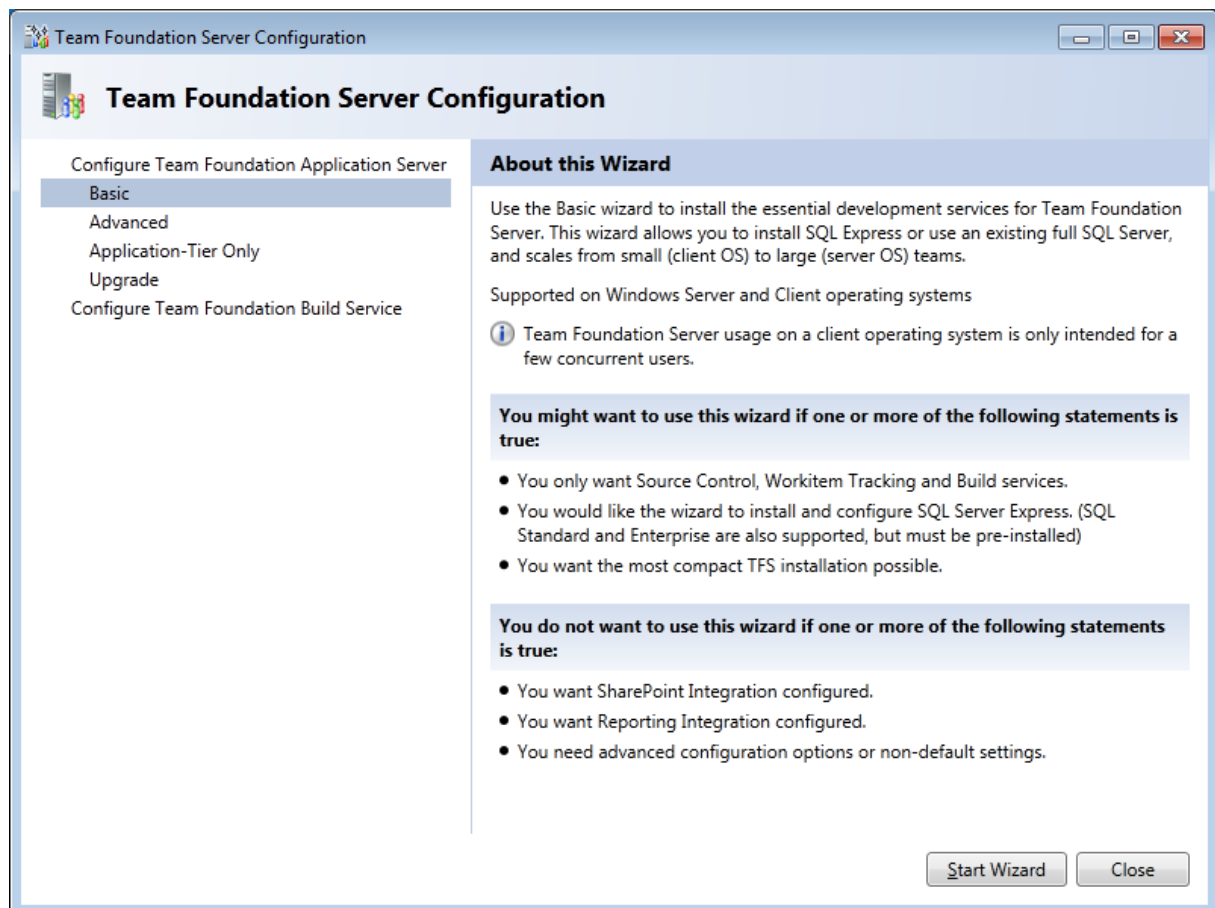 Team Foundation Server Configuration
Team Foundation Server Configuration
Configure Team Foundation Application Server
Basic
Advanced
Application-Tier Only
Upgrade
Configure Team Foundation Build Service
About this Wizard
Use the Basic wizard to install the essential development services for Team Foundation
Server. This wizard allows you to install SQL Express or use an existing full SQL Server,
and scales from small (client OS) to large (server OS) teams.
Supported on Windows Server and Client operating systems
Team Foundation Server usage on a client operating system is only intended for a
few concurrent users.
You might want to use this wizard if one or more of the following statements is
true:
• You only want Source Control, Workitem Tracking and Build services.
• You would like the wizard to install and configure SQL Server Express. (SQL
Standard and Enterprise are also supported, but must be pre-installed)
• You want the most compact TFS installation possible.
You do not want to use this wizard if one or more of the following statements
is true:
• You want SharePoint Integration configured.
• You want Reporting Integration configured.
• You need advanced configuration options or non-default settings.
Start Wizard
Close